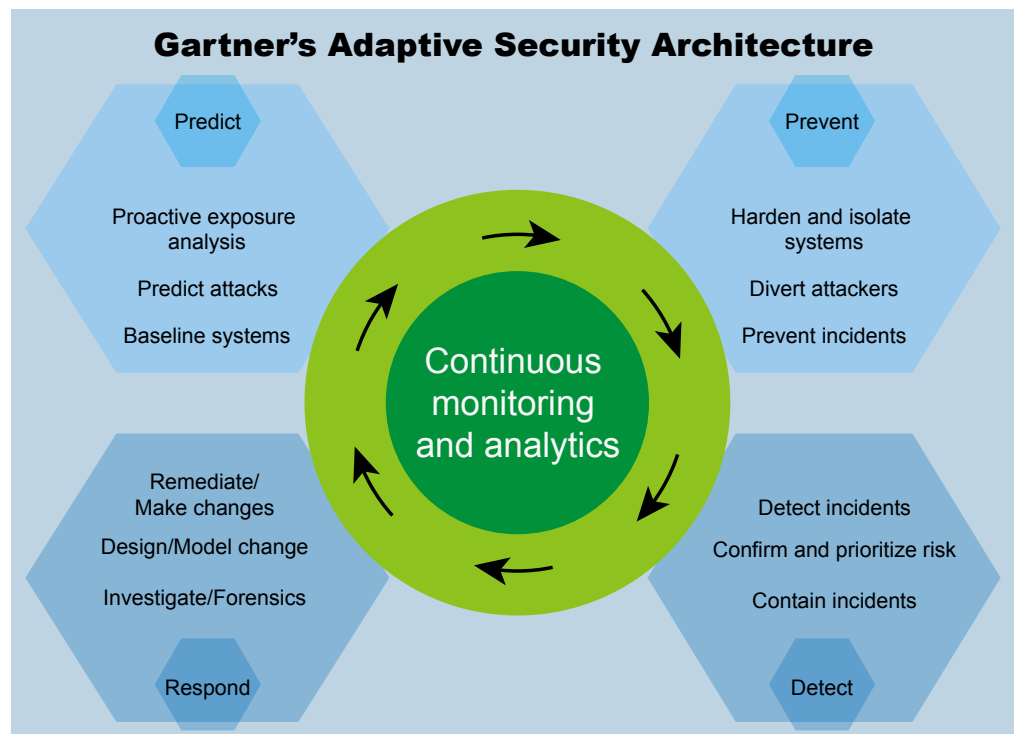 Gartner’s Adaptive Security Architecture
Predict
Proactive exposure
analysis
Predict attacks
Baseline systems
Prevent
Harden and isolate
systems
Divert attackers
Prevent incidents
Continuous
monitoring
and analytics
Remediate/
Make changes
Design/Model change
Investigate/Forensics
Respond
Detect incidents
Confirm and prioritize risk
Contain incidents
Detect